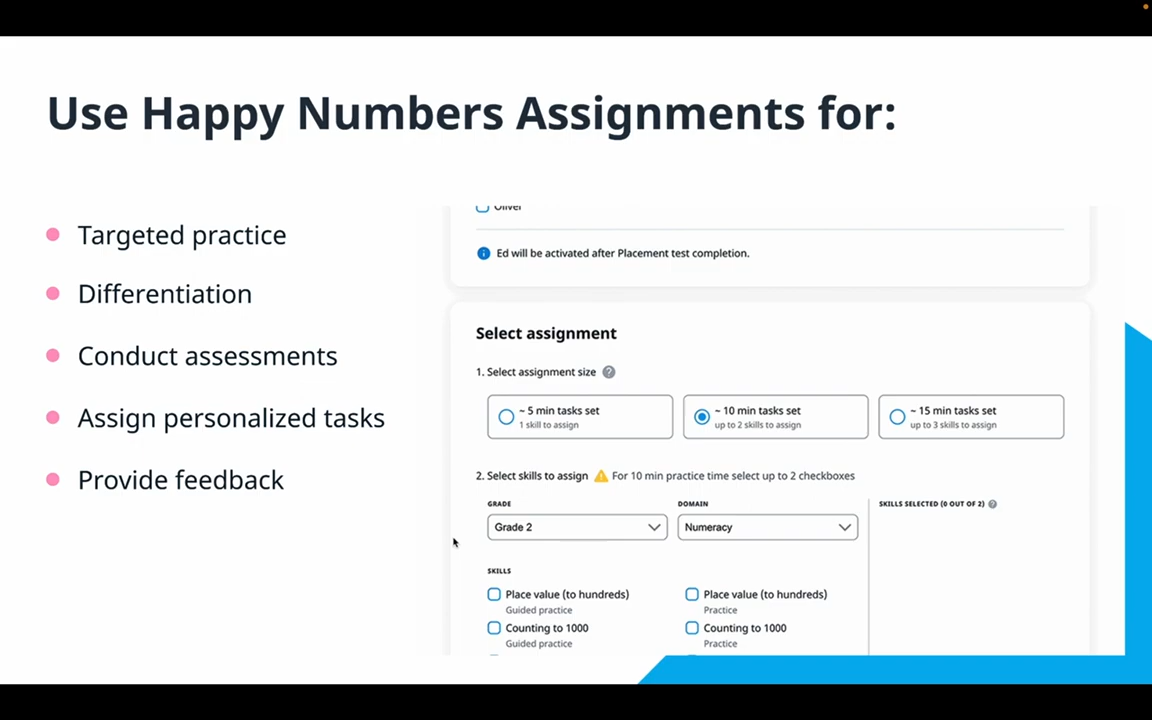 Use Happy Numbers Assignments for:
Targeted practice
Differentiation
Conduct assessments
Assign personalized tasks
Provide feedback
Oliver
Ed will be activated after Placement test completion.
Select assignment
1. Select assignment size ?
~ 5 min tasks set
1 skill to assign
~ 10 min tasks set
up to 2 skills to assign
~ 15 min tasks set
up to 3 skills to assign
2. Select skills to assign For 10 min practice time select up to 2 checkboxes
GRADE
Grade 2
DOMAIN
Numeracy
SKILLS SELECTED (0 OUT OF 2) ?
SKILLS
Place value (to hundreds)
Guided practice
Place value (to hundreds)
Practice
Counting to 1000
Guided practice
Counting to 1000
Practice